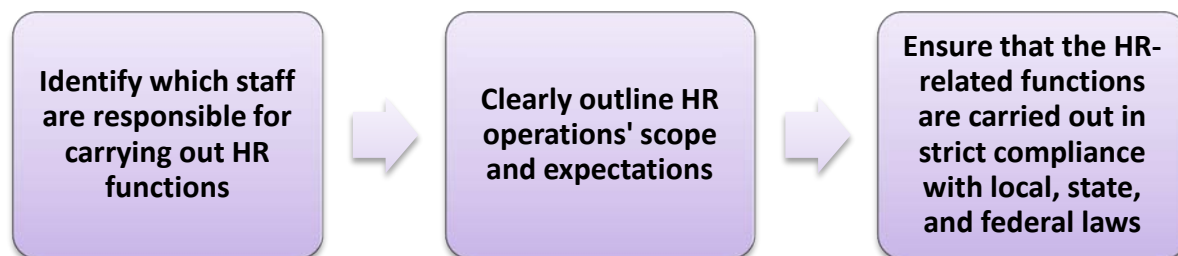 Identify which staff
are responsible for
carrying out HR
functions
Clearly outline HR
operations' scope
and expectations
Ensure that the HR-
related functions
are carried out in
strict compliance
with local, state,
and federal laws